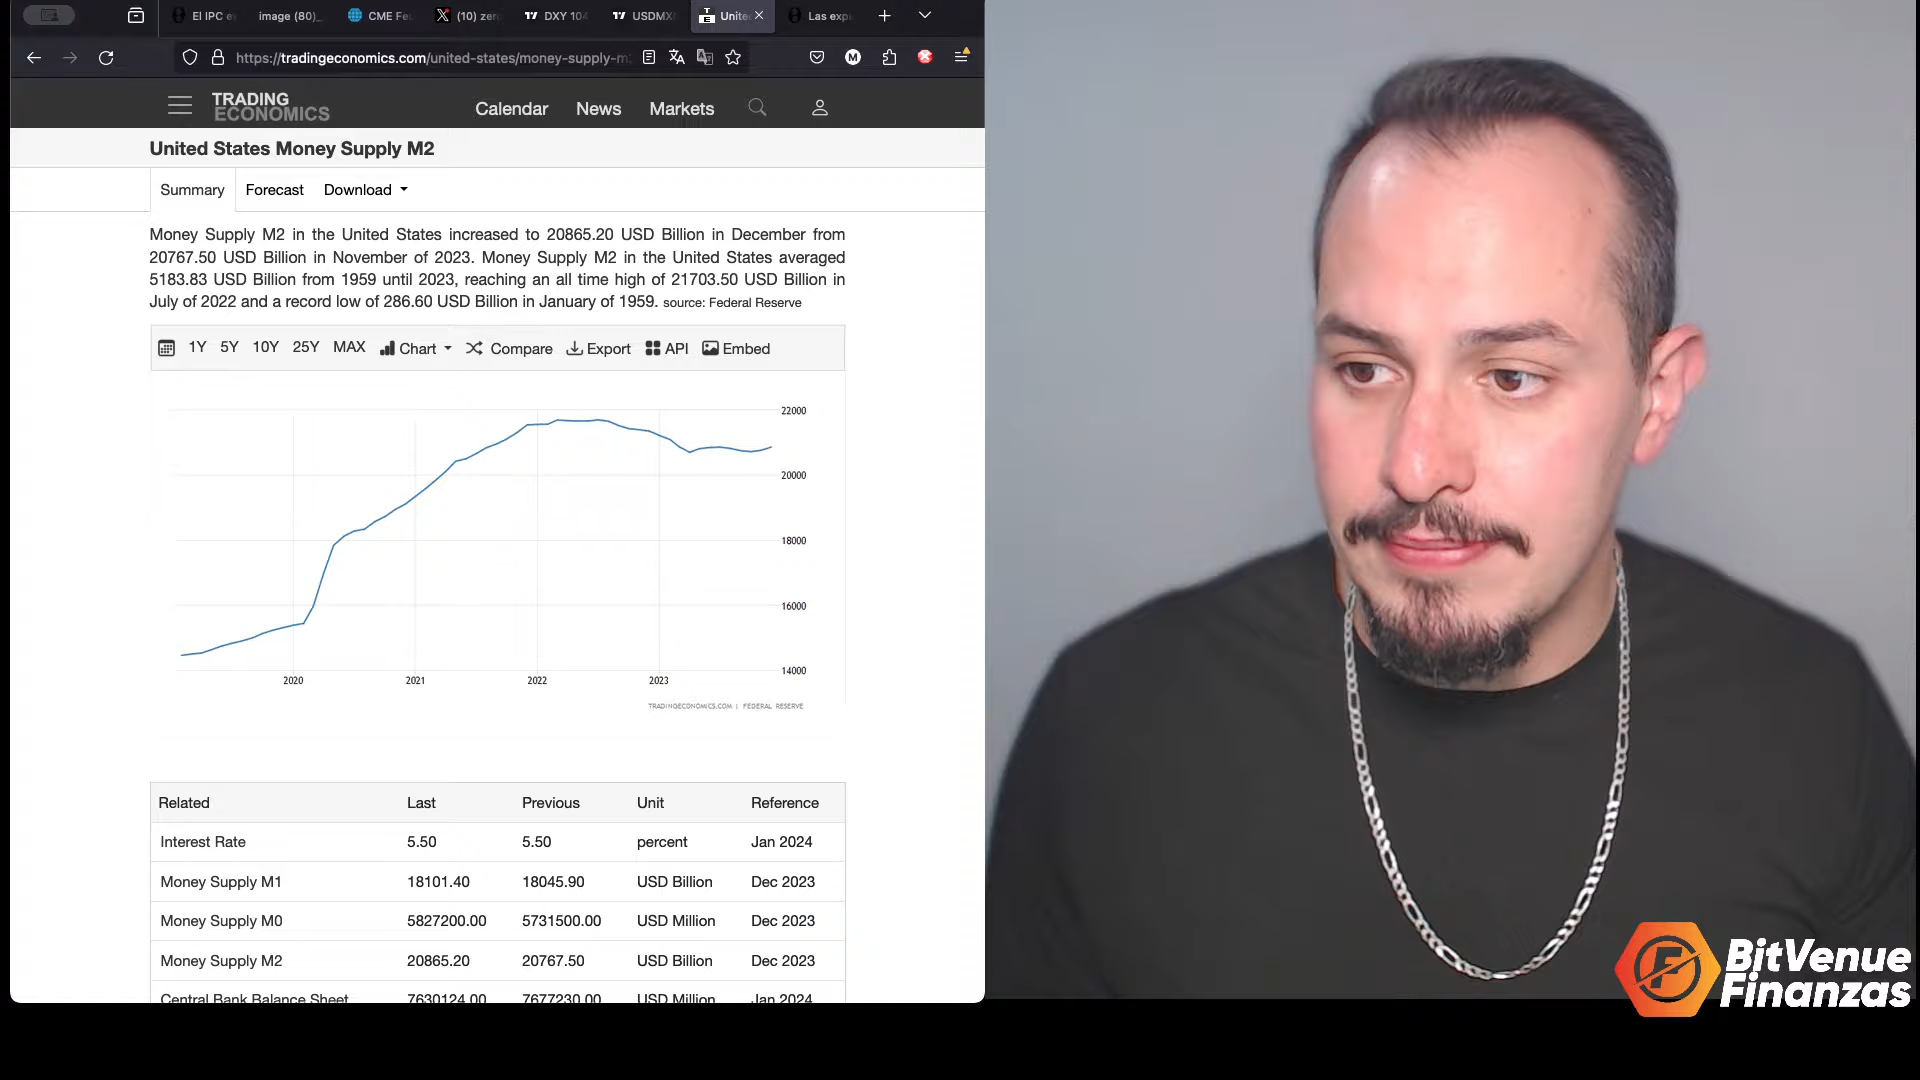 El IPC e
image (80)
CME Fe
(10) zer
DXY 104
USDMX
Unite
Las exp
https://tradingeconomics.com/united-states/money-supply-m
TRADING
ECONOMICS
Calendar News Markets
United States Money Supply M2
Summary Forecast Download
Money Supply M2 in the United States increased to 20865.20 USD Billion in December from
20767.50 USD Billion in November of 2023. Money Supply M2 in the United States averaged
5183.83 USD Billion from 1959 until 2023, reaching an all time high of 21703.50 USD Billion in
July of 2022 and a record low of 286.60 USD Billion in January of 1959. source: Federal Reserve
1Y 5Y 10Y 25Y MAX Chart Compare Export API Embed
22000
20000
18000
16000
14000
2020 2021 2022 2023
TRADINGECONOMICS.COM | FEDERAL RESERVE
Related Last Previous Unit Reference
Interest Rate 5.50 5.50 percent Jan 2024
Money Supply M1 18101.40 18045.90 USD Billion Dec 2023
Money Supply M0 5827200.00 5731500.00 USD Million Dec 2023
Money Supply M2 20865.20 20767.50 USD Billion Dec 2023
Central Bank Balance Sheet 7630124.00 7677230.00 USD Million Jan 2024
BitVenue
Finanzas